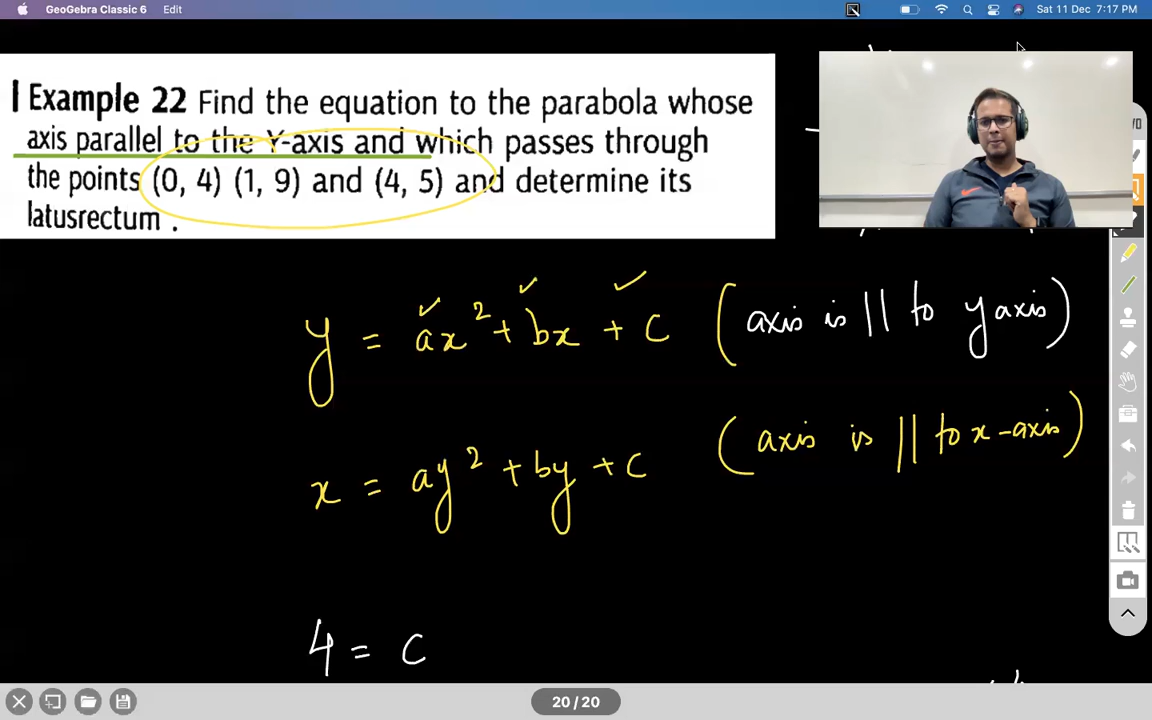 GeoGebra Classic 6 Edit Sat 11 Dec 7:17 PM
Example 22 Find the equation to the parabola whose
axis parallel to the Y-axis and which passes through
the points (0, 4) (1, 9) and (4, 5) and determine its
latusrectum .
y = ax² + bx + c (axis is || to y axis)
x = ay² + by + c (axis is || to x-axis)
4 = c
20 / 20